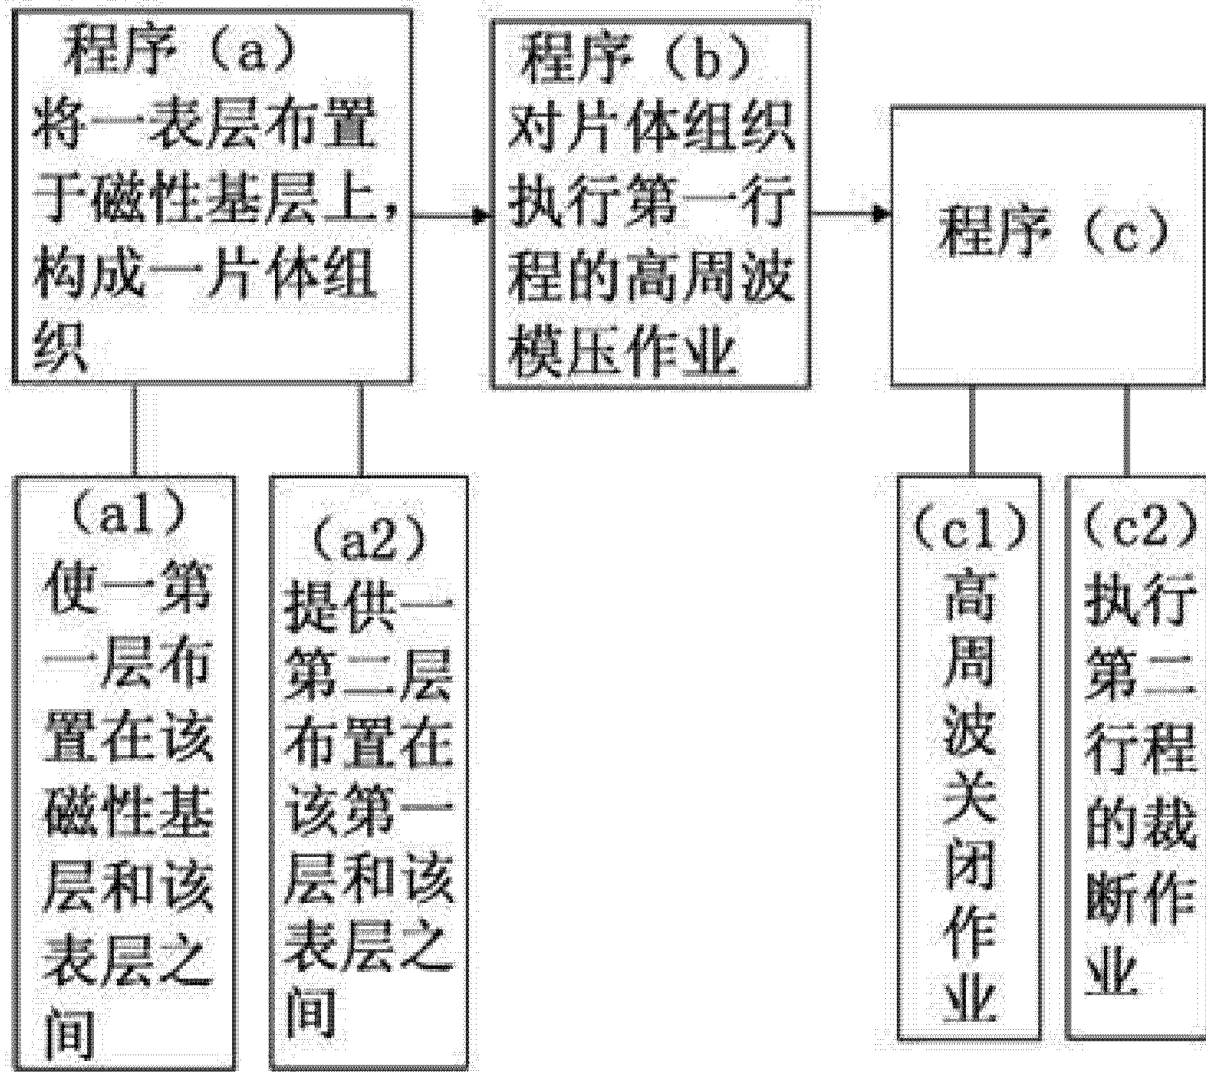 程序（a）
将一表层布置
于磁性基层上，
构成一片体组
织
程序（b）
对片体组织
执行第一行
程的高周波
模压作业
程序（c）
（a1）
使一第
一层布
置在该
磁性基
层和该
表层之
间
（a2）
提供一
第二层
布置在
该第一
层和该
表层之
间
（c1）
高
周
波
关
闭
作
业
（c2）
执行
第二
行程
的裁
断作
业